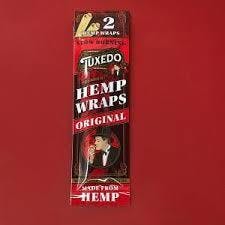 2
HEMP WRAPS
SLOW BURNING
TUXEDO
HEMP
WRAPS
ORIGINAL
MADE FROM
HEMP